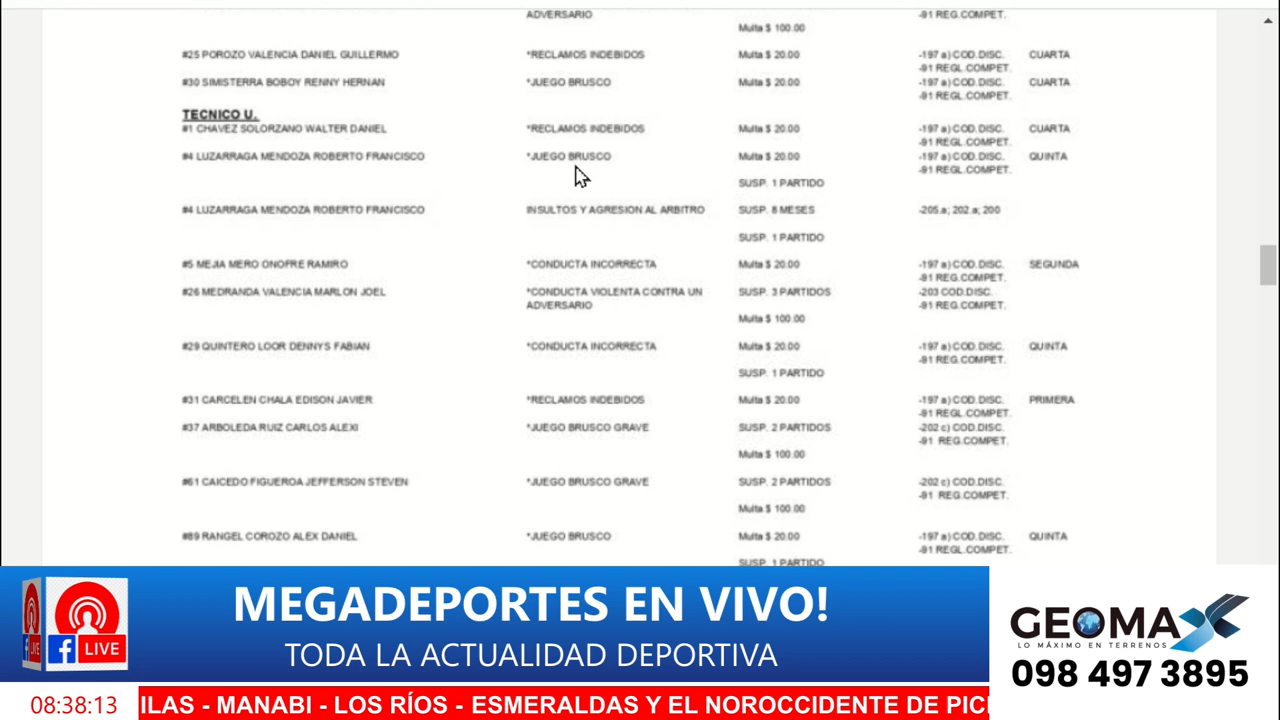 ADVERSARIO -91 REG.COMPET.
Multa $ 100.00
#25 POROZO VALENCIA DANIEL GUILLERMO *RECLAMOS INDEBIDOS Multa $ 20.00 -197 a) COD.DISC. CUARTA
-91 REGL.COMPET.
#30 SIMISTERRA BOBOY RENNY HERNAN *JUEGO BRUSCO Multa $ 20.00 -197 a) COD.DISC. CUARTA
-91 REGL.COMPET.
TECNICO U.
#1 CHAVEZ SOLORZANO WALTER DANIEL *RECLAMOS INDEBIDOS Multa $ 20.00 -197 a) COD.DISC. CUARTA
-91 REGL.COMPET.
#4 LUZARRAGA MENDOZA ROBERTO FRANCISCO *JUEGO BRUSCO Multa $ 20.00 -197 a) COD.DISC. QUINTA
-91 REGL.COMPET.
SUSP. 1 PARTIDO
#4 LUZARRAGA MENDOZA ROBERTO FRANCISCO INSULTOS Y AGRESION AL ARBITRO SUSP. 8 MESES -205.a; 202.a; 200
SUSP. 1 PARTIDO
#5 MEJIA MERO ONOFRE RAMIRO *CONDUCTA INCORRECTA Multa $ 20.00 -197 a) COD.DISC. SEGUNDA
-91 REGL.COMPET.
#26 MEDRANDA VALENCIA MARLON JOEL *CONDUCTA VIOLENTA CONTRA UN SUSP. 3 PARTIDOS -203 COD.DISC.
ADVERSARIO -91 REG.COMPET.
Multa $ 100.00
#29 QUINTERO LOOR DENNYS FABIAN *CONDUCTA INCORRECTA Multa $ 20.00 -197 a) COD.DISC. QUINTA
-91 REGL.COMPET.
SUSP. 1 PARTIDO
#31 CARCELEN CHALA EDISON JAVIER *RECLAMOS INDEBIDOS Multa $ 20.00 -197 a) COD.DISC. PRIMERA
-91 REGL.COMPET.
#37 ARBOLEDA RUIZ CARLOS ALEXI *JUEGO BRUSCO GRAVE SUSP. 2 PARTIDOS -202 c) COD.DISC.
-91 REG.COMPET.
Multa $ 100.00
#61 CAICEDO FIGUEROA JEFFERSON STEVEN *JUEGO BRUSCO GRAVE SUSP. 2 PARTIDOS -202 c) COD.DISC.
-91 REG.COMPET.
Multa $ 100.00
#89 RANGEL COROZO ALEX DANIEL *JUEGO BRUSCO Multa $ 20.00 -197 a) COD.DISC. QUINTA
-91 REGL.COMPET.
SUSP. 1 PARTIDO
MEGADEPORTES EN VIVO!
LIVE
TODA LA ACTUALIDAD DEPORTIVA
GEOMAX
LO MÁXIMO EN TERRENOS
098 497 3895
08:38:13 ILAS - MANABI - LOS RÍOS - ESMERALDAS Y EL NOROCCIDENTE DE PIC